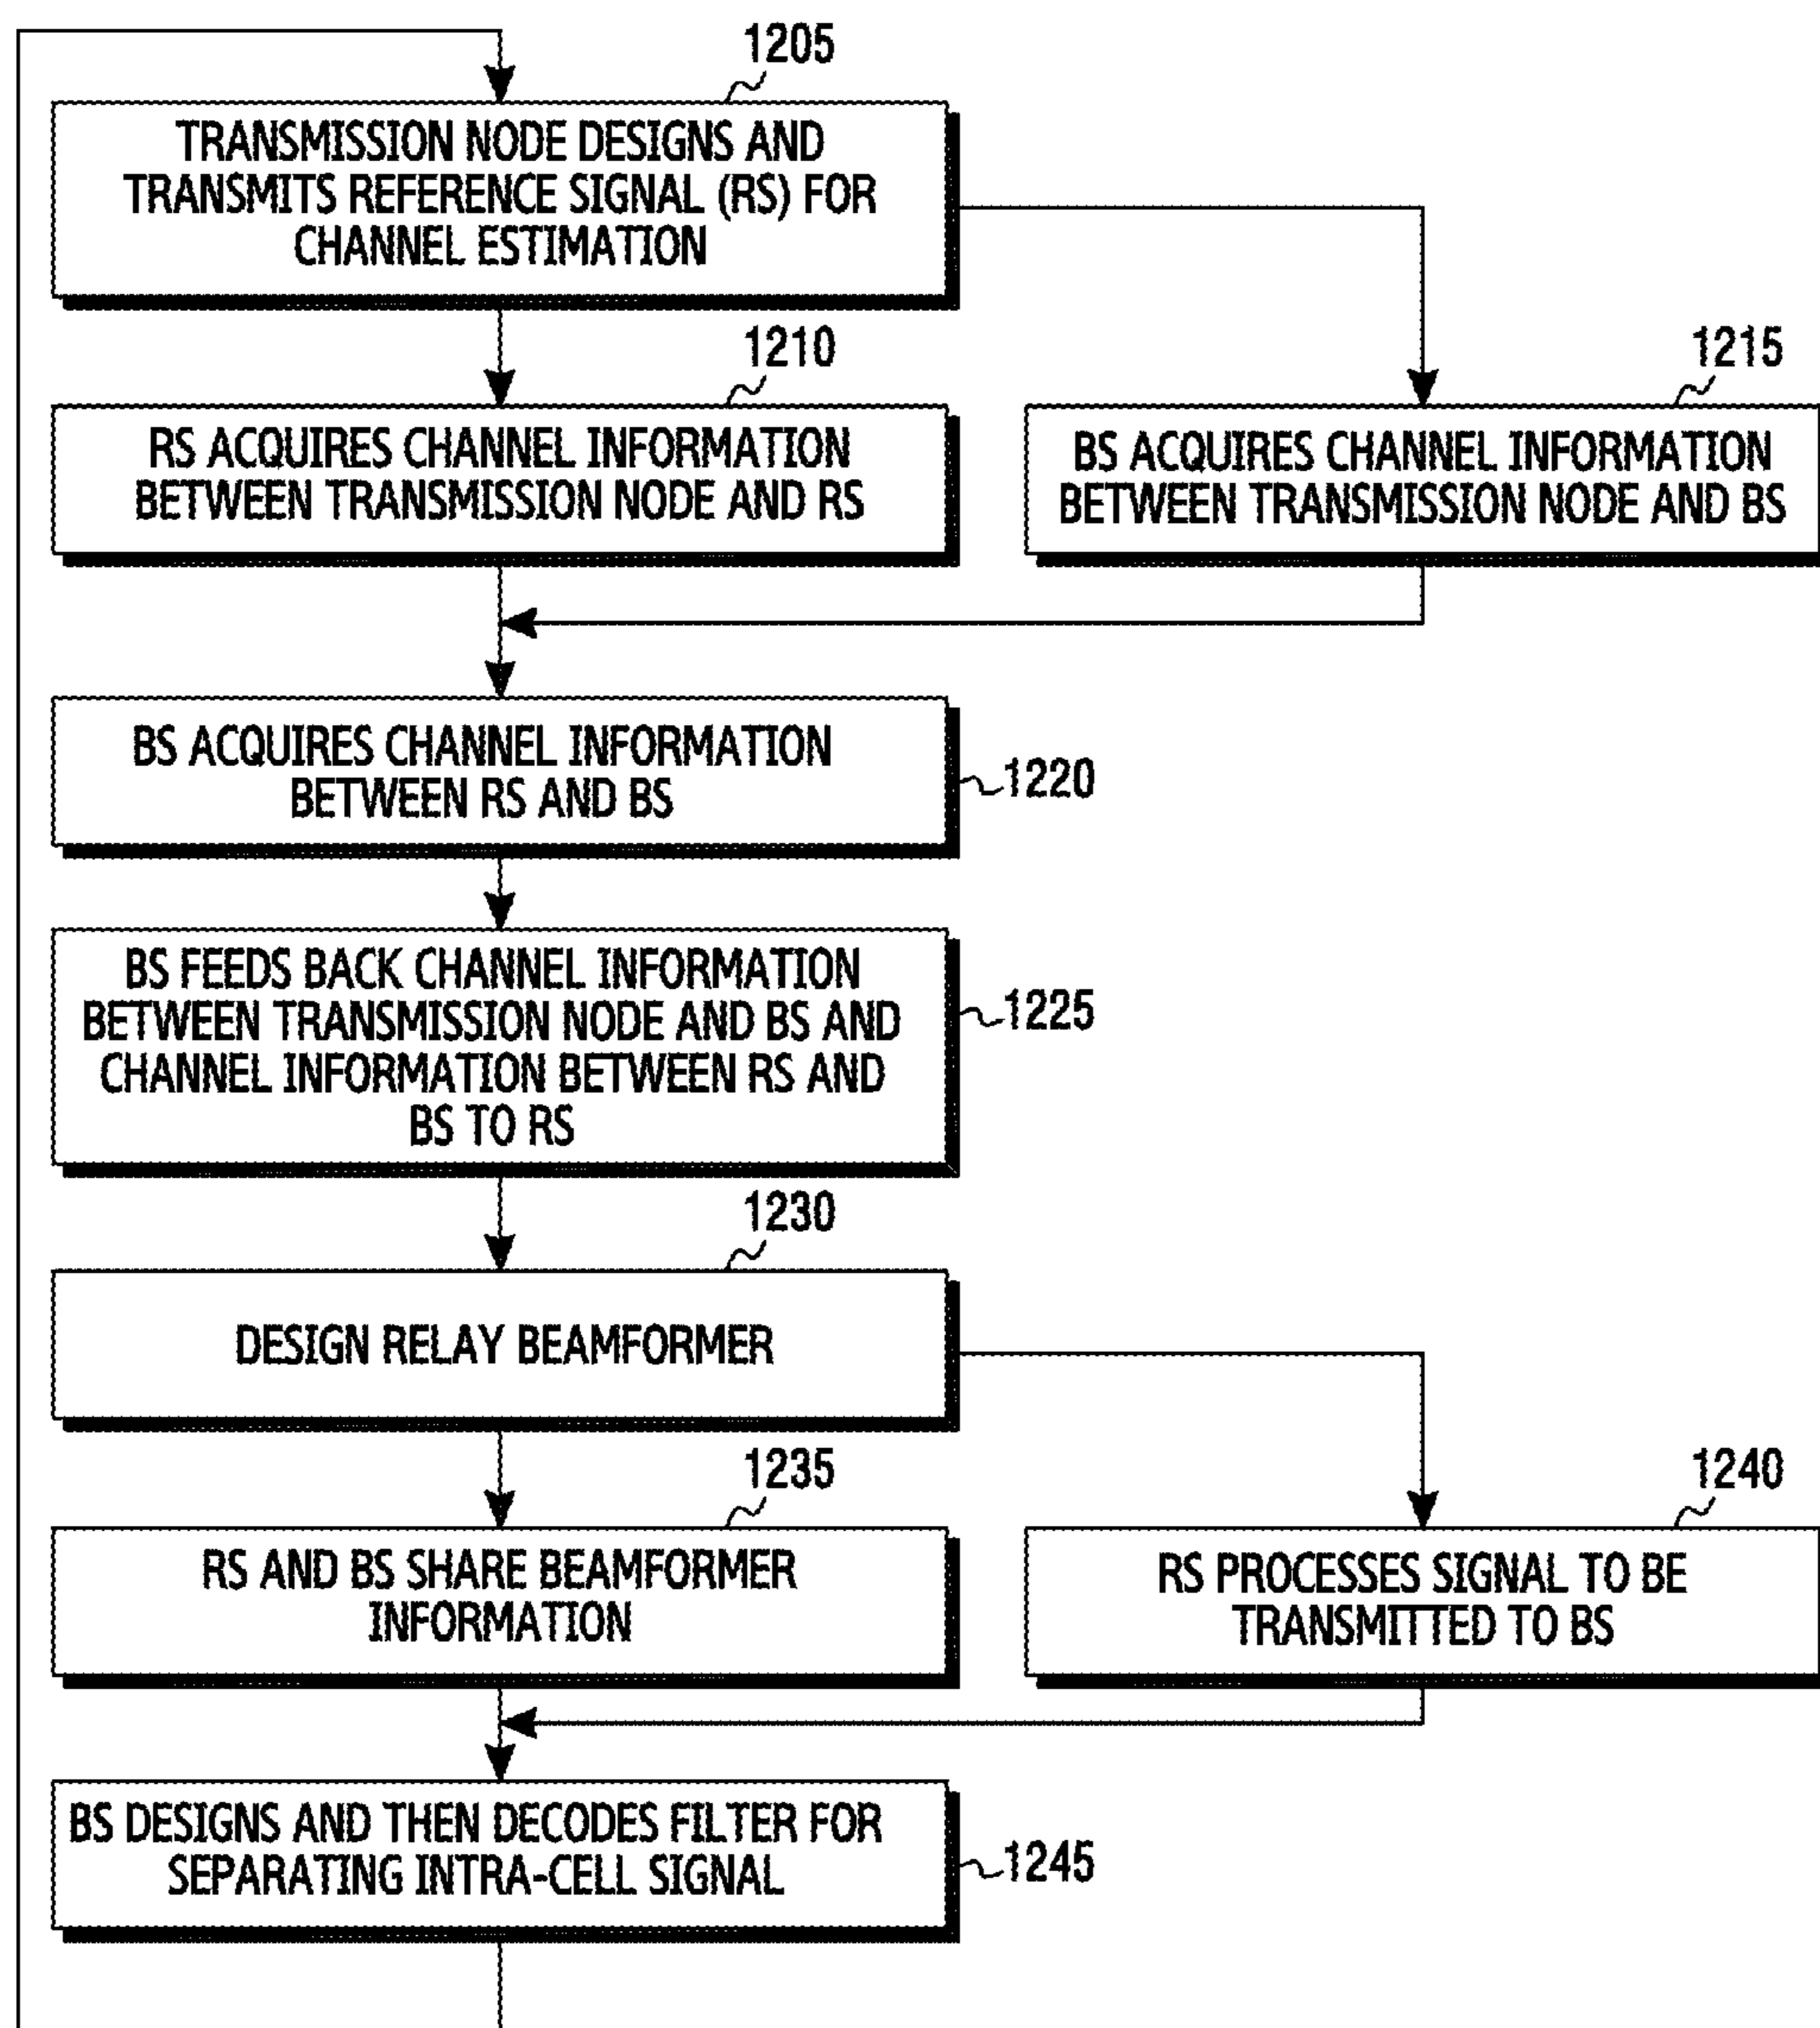 1205
TRANSMISSION NODE DESIGNS AND
TRANSMITS REFERENCE SIGNAL (RS) FOR
CHANNEL ESTIMATION
1210
RS ACQUIRES CHANNEL INFORMATION
BETWEEN TRANSMISSION NODE AND RS
1215
BS ACQUIRES CHANNEL INFORMATION
BETWEEN TRANSMISSION NODE AND BS
BS ACQUIRES CHANNEL INFORMATION
BETWEEN RS AND BS
1220
BS FEEDS BACK CHANNEL INFORMATION
BETWEEN TRANSMISSION NODE AND BS AND
CHANNEL INFORMATION BETWEEN RS AND
BS TO RS
1225
1230
DESIGN RELAY BEAMFORMER
1235
RS AND BS SHARE BEAMFORMER
INFORMATION
1240
RS PROCESSES SIGNAL TO BE
TRANSMITTED TO BS
BS DESIGNS AND THEN DECODES FILTER FOR
SEPARATING INTRA-CELL SIGNAL
1245